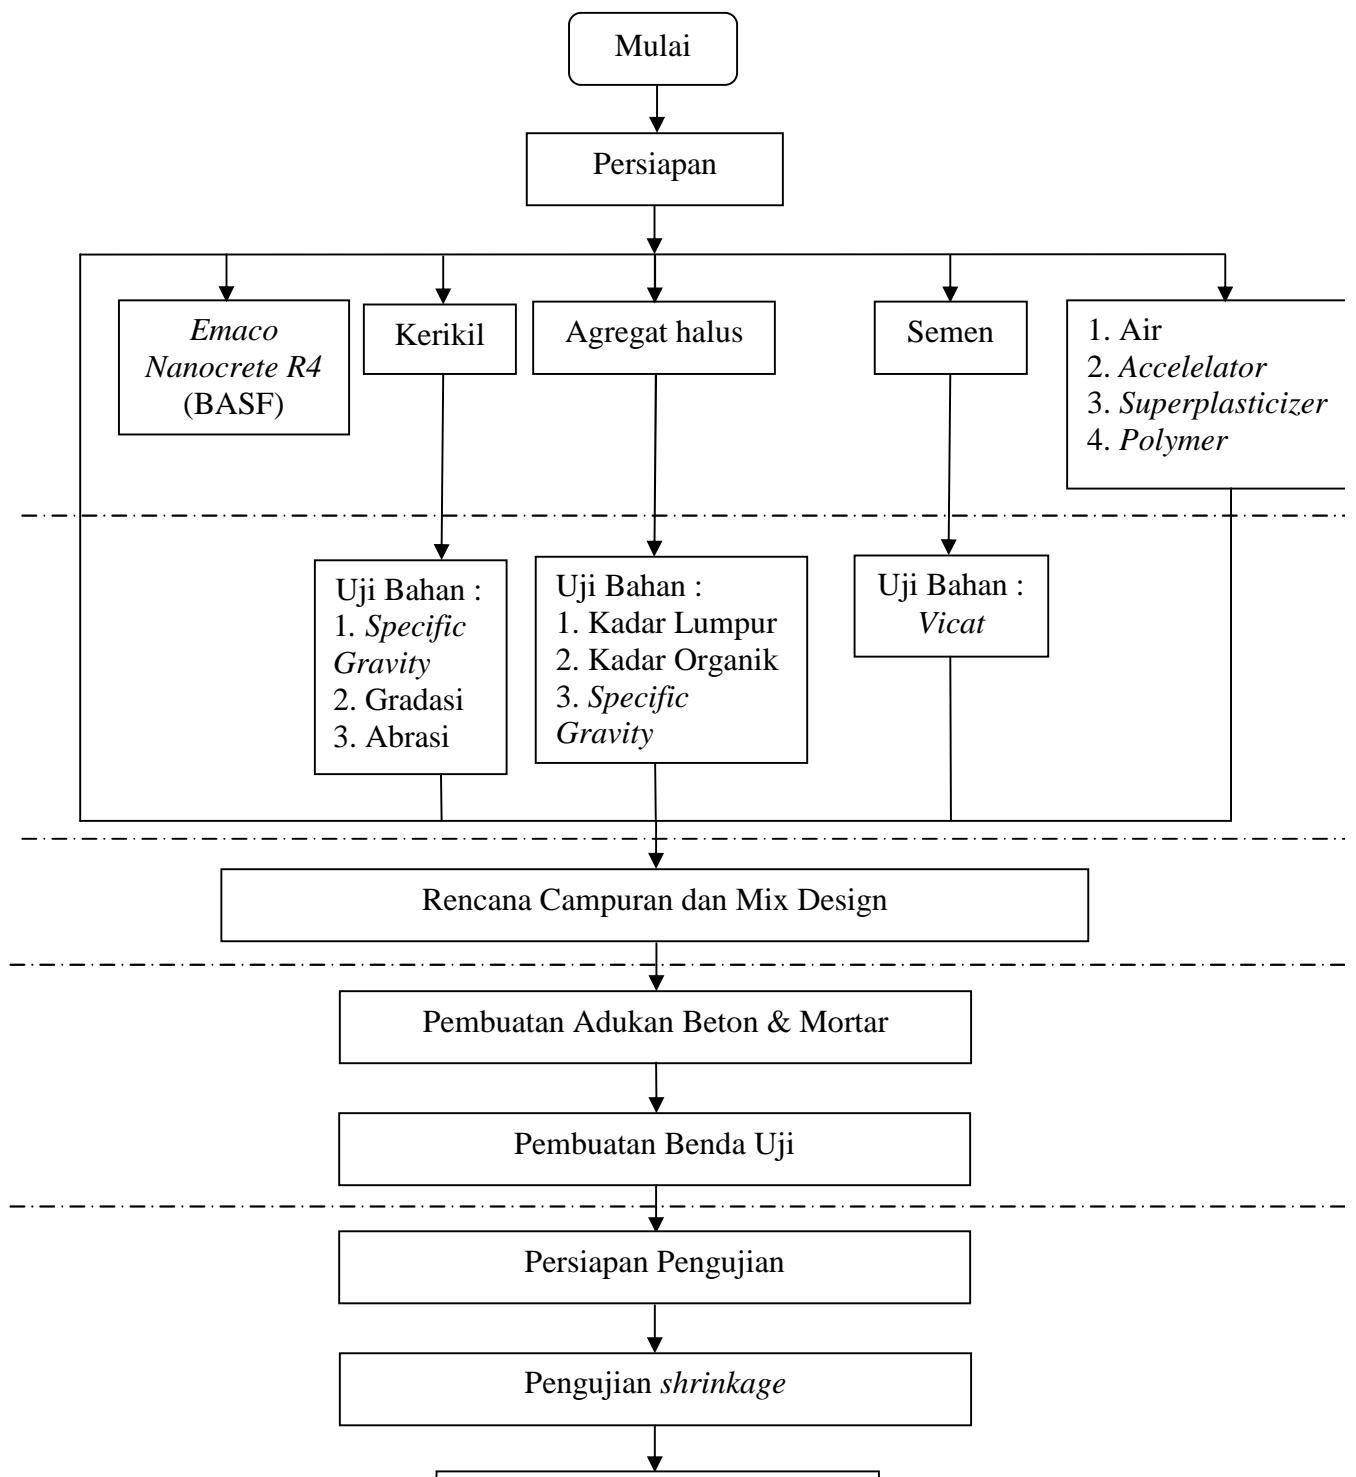 Mulai
Persiapan
Emaco
Nanocrete R4
(BASF)
Kerikil
Agregat halus
Semen
1. Air
2. Accelelator
3. Superplasticizer
4. Polymer
Uji Bahan :
1. Specific
Gravity
2. Gradasi
3. Abrasi
Uji Bahan :
1. Kadar Lumpur
2. Kadar Organik
3. Specific
Gravity
Uji Bahan :
Vicat
Rencana Campuran dan Mix Design
Pembuatan Adukan Beton & Mortar
Pembuatan Benda Uji
Persiapan Pengujian
Pengujian shrinkage